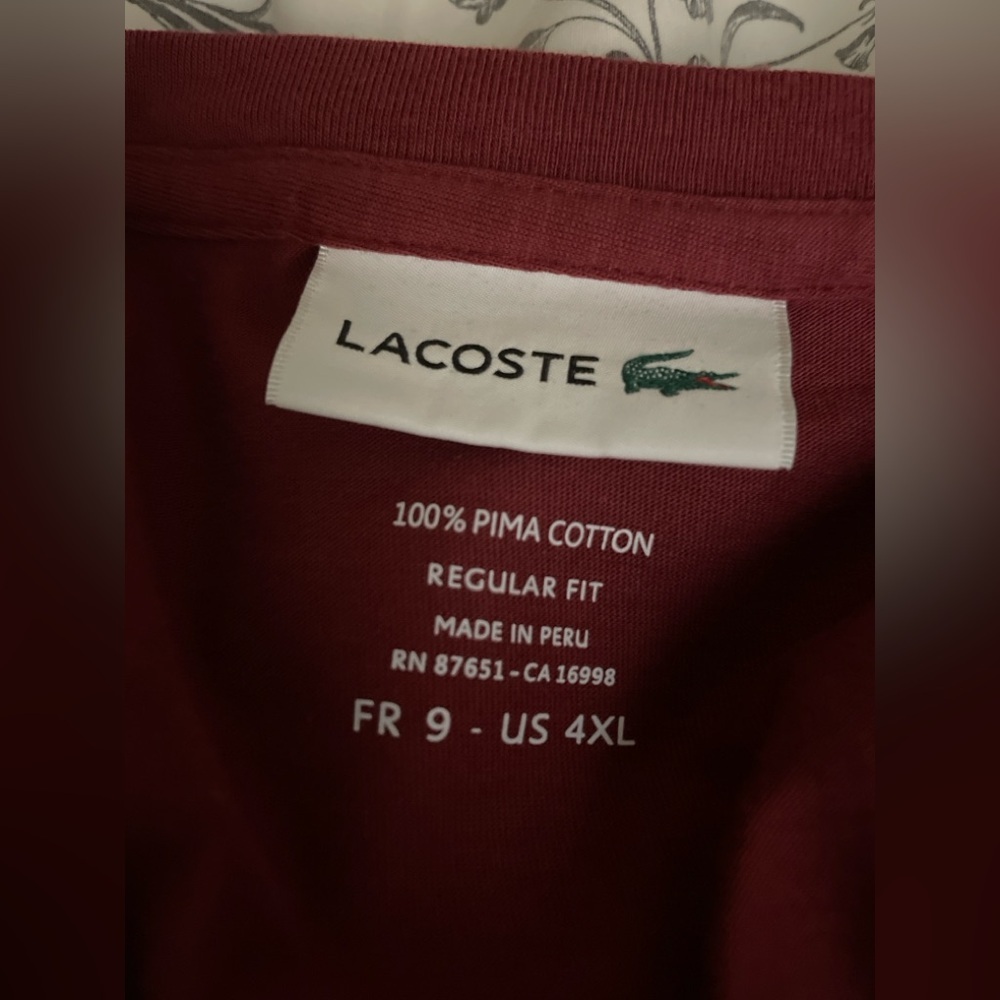 LACOSTE
100% PIMA COTTON
REGULAR FIT
MADE IN PERU
RN 87651 - CA 16998
FR 9 - US 4XL